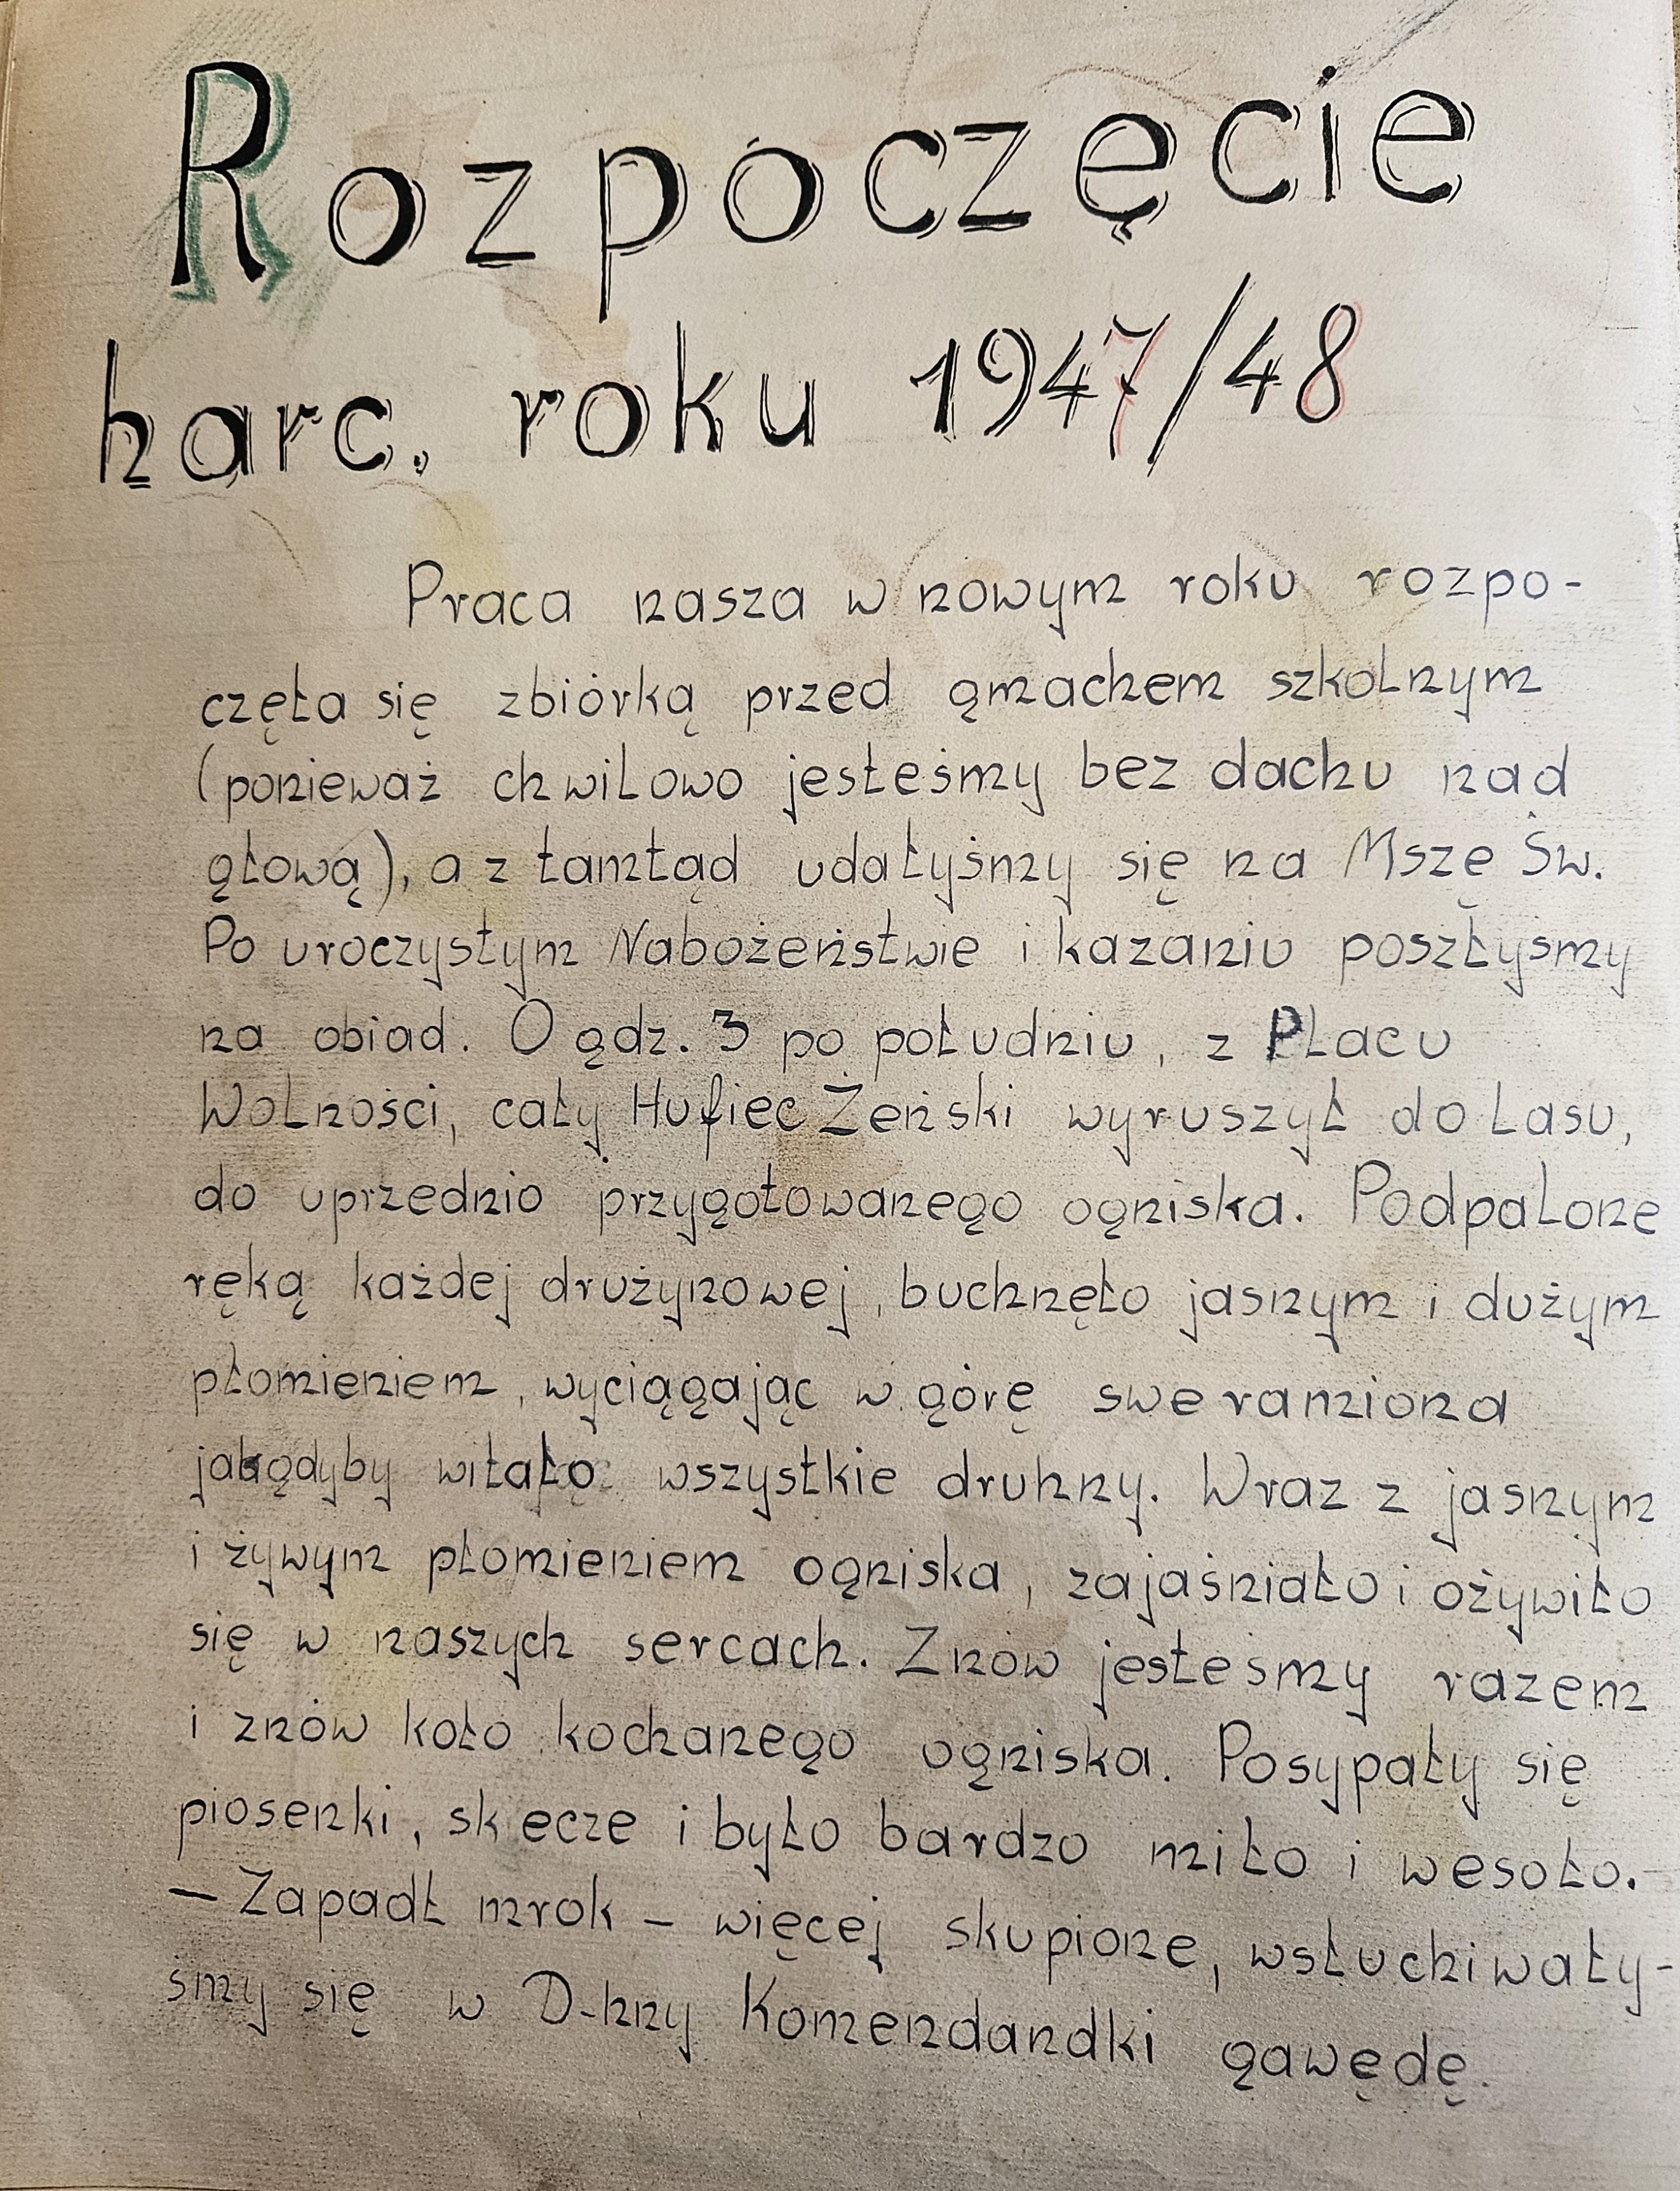 Rozpoczęcie
harc. roku 1947/48
Praca nasza w nowym roku rozpo-
częła się zbiórką przed gmachem szkolnym
(ponieważ chwilowo jesteśmy bez dachu nad
głową), a z tamtąd udałyśmy się na Mszę Św.
Po uroczystym Nabożeństwie i kazaniu poszłyśmy
na obiad. O gdz. 3 po południu, z Placu
Wolności, cały Hufiec Żeński wyruszył do lasu,
do uprzednio przygotowanego ogniska. Podpalone
ręką każdej drużynowej, buchnęło jasnym i dużym
płomieniem, wyciągając w górę swe ramiona
jakgdyby witało wszystkie druhny. Wraz z jasnym
i żywym płomieniem ogniska, zajaśniało i ożywiło
się w naszych sercach. Znów jesteśmy razem
i znów koło kochanego ogniska. Posypały się
piosenki, skecze i było bardzo miło i wesoło.
— Zapadł mrok – więcej skupione, wsłuchiwały-
śmy się w D-hny Komendandki gawędę.